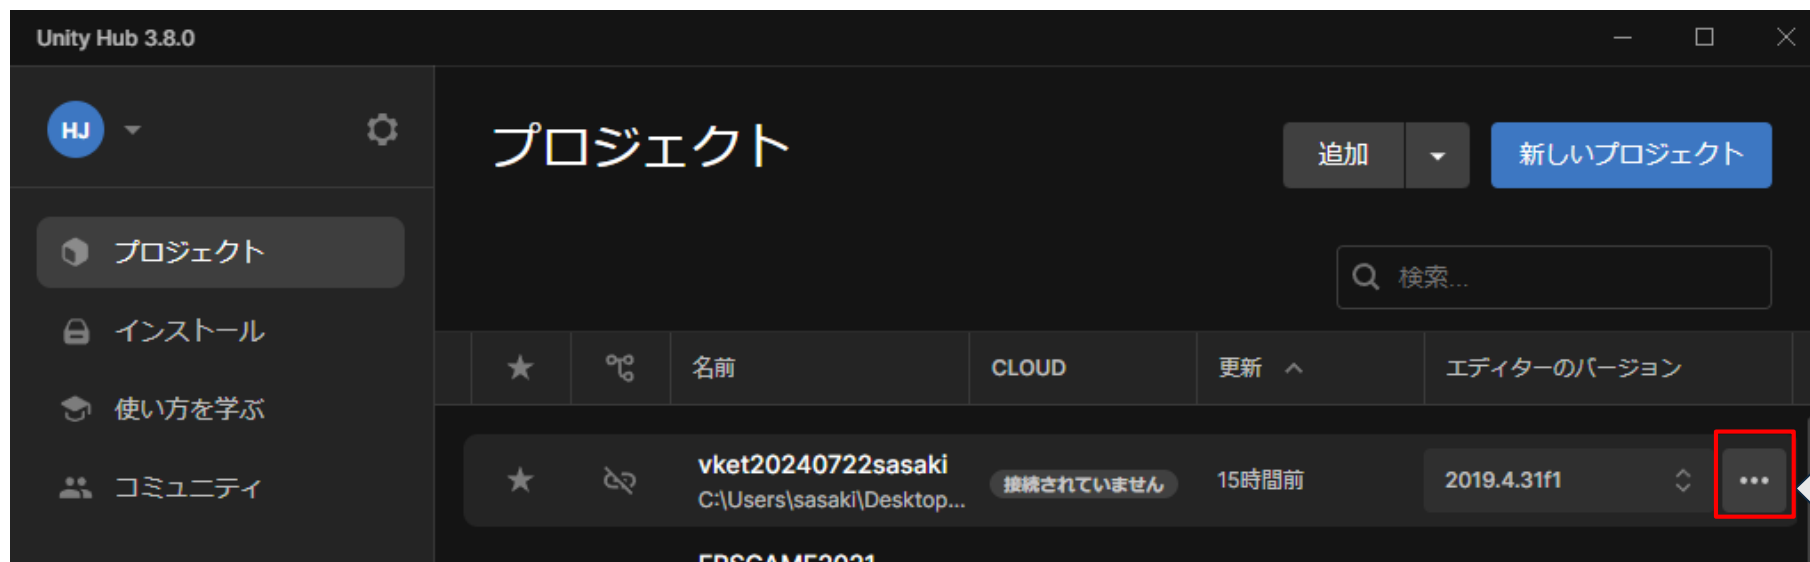 Unity Hub 3.8.0
HJ
プロジェクト
インストール
使い方を学ぶ
コミュニティ
プロジェクト
追加
新しいプロジェクト
検索...
名前
CLOUD
更新
エディターのバージョン
vket20240722sasaki
C:\Users\sasaki\Desktop...
接続されていません
15時間前
2019.4.31f1
FPSGAME2021